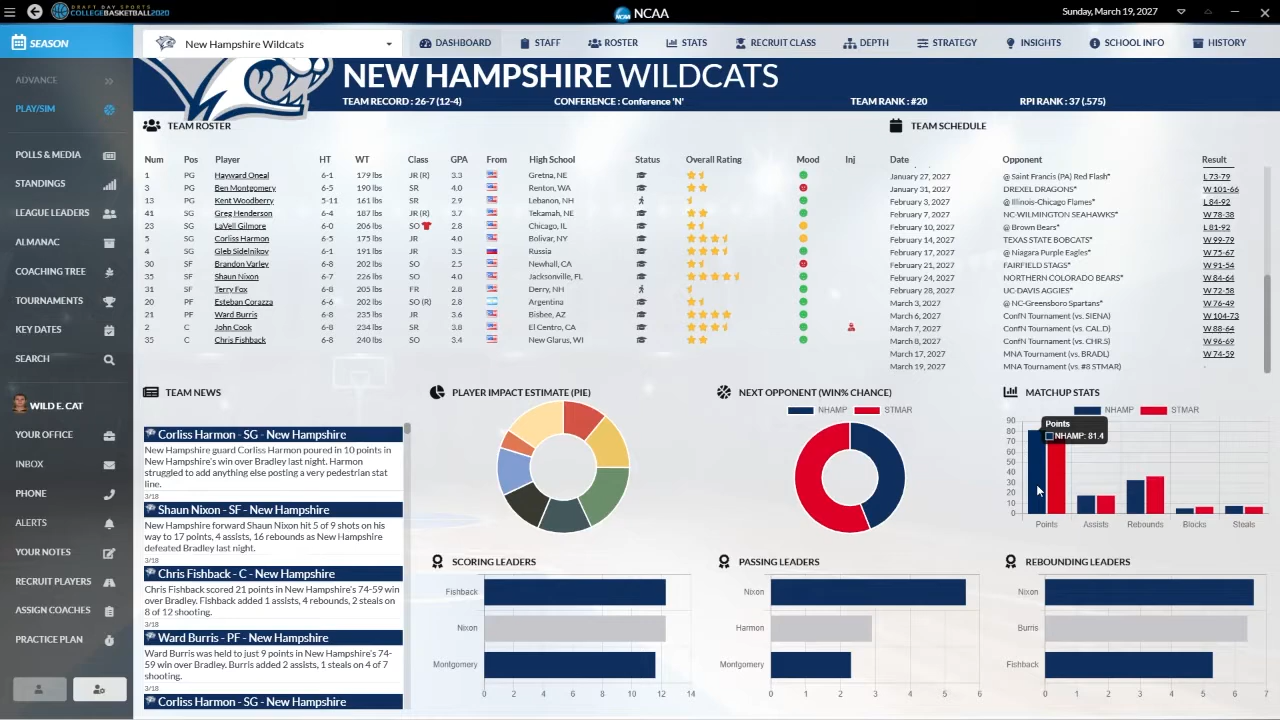 DRAFT DAY SPORTS
COLLEGEBASKETBALL2020
NCAA
Sunday, March 19, 2027
SEASON
New Hampshire Wildcats
DASHBOARD STAFF ROSTER STATS RECRUIT CLASS DEPTH STRATEGY INSIGHTS SCHOOL INFO HISTORY
ADVANCE
PLAY/SIM
POLLS & MEDIA
STANDINGS
LEAGUE LEADERS
ALMANAC
COACHING TREE
TOURNAMENTS
KEY DATES
SEARCH
WILD E. CAT
YOUR OFFICE
INBOX
PHONE
ALERTS
YOUR NOTES
RECRUIT PLAYERS
ASSIGN COACHES
PRACTICE PLAN
NEW HAMPSHIRE WILDCATS
TEAM RECORD : 26-7 (12-4) CONFERENCE : Conference 'N' TEAM RANK : #20 RPI RANK : 37 (.575)
TEAM ROSTER
Num Pos Player HT WT Class GPA From High School Status Overall Rating Mood Inj
1 PG Hayward Oneal 6-1 179 lbs JR (R) 3.3 Gretna, NE
3 PG Ben Montgomery 6-5 190 lbs SR 4.0 Renton, WA
13 PG Kent Woodberry 5-11 161 lbs SR 2.9 Lebanon, NH
41 SG Greg Henderson 6-4 187 lbs JR (R) 3.7 Tekamah, NE
23 SG LaVell Gilmore 6-0 206 lbs SO 2.8 Chicago, IL
5 SG Corliss Harmon 6-5 175 lbs JR 4.0 Bolivar, NY
4 SG Gleb Sidelnikov 6-1 191 lbs JR 3.5 Russia
30 SF Brandon Varley 6-8 202 lbs SO 2.5 Newhall, CA
35 SF Shaun Nixon 6-7 226 lbs SO 4.0 Jacksonville, FL
31 SF Terry Fox 6-8 205 lbs FR 2.8 Derry, NH
20 PF Esteban Corazza 6-6 202 lbs SO (R) 2.8 Argentina
21 PF Ward Burris 6-8 235 lbs JR 3.6 Bisbee, AZ
2 C John Cook 6-8 234 lbs SR 3.8 El Centro, CA
35 C Chris Fishback 6-8 240 lbs SO 3.4 New Glarus, WI
TEAM SCHEDULE
Date Opponent Result
January 27, 2027 @ Saint Francis (PA) Red Flash* L 73-79
January 31, 2027 DREXEL DRAGONS* W 101-66
February 3, 2027 @ Illinois-Chicago Flames* L 84-92
February 7, 2027 NC-WILMINGTON SEAHAWKS* W 78-38
February 10, 2027 @ Brown Bears* L 81-92
February 14, 2027 TEXAS STATE BOBCATS* W 99-79
February 17, 2027 @ Niagara Purple Eagles* W 75-67
February 21, 2027 FAIRFIELD STAGS* W 91-54
February 24, 2027 NORTHERN COLORADO BEARS* W 84-64
February 28, 2027 UC-DAVIS AGGIES* W 72-58
March 3, 2027 @ NC-Greensboro Spartans* W 76-49
March 6, 2027 ConfN Tournament (vs. SIENA) W 104-73
March 7, 2027 ConfN Tournament (vs. CAL.D) W 88-64
March 8, 2027 ConfN Tournament (vs. CHR.S) W 96-69
March 17, 2027 MNA Tournament (vs. BRADL) W 74-59
March 19, 2027 MNA Tournament (vs. #8 STMAR) -
TEAM NEWS
Corliss Harmon - SG - New Hampshire
New Hampshire guard Corliss Harmon poured in 10 points in
New Hampshire's win over Bradley last night. Harmon
struggled to add anything else posting a very pedestrian stat
line.
3/18
Shaun Nixon - SF - New Hampshire
New Hampshire forward Shaun Nixon hit 5 of 9 shots on his
way to 17 points, 4 assists, 16 rebounds as New Hampshire
defeated Bradley last night.
3/18
Chris Fishback - C - New Hampshire
Chris Fishback scored 21 points in New Hampshire's 74-59
win over Bradley. Fishback added 1 assists, 4 rebounds, 2 steals on
8 of 12 shooting.
3/18
Ward Burris - PF - New Hampshire
Ward Burris was held to just 9 points in New Hampshire's 74-
59 win over Bradley. Burris added 2 assists, 1 steals on 4 of 7
shooting.
3/18
Corliss Harmon - SG - New Hampshire
PLAYER IMPACT ESTIMATE (PIE)
NEXT OPPONENT (WIN% CHANCE)
NHAMP STMAR
MATCHUP STATS
NHAMP STMAR
Points
NHAMP: 81.4
90
80
70
60
50
40
30
20
10
0
Points Assists Rebounds Blocks Steals
SCORING LEADERS
Fishback
Nixon
Montgomery
0 2 4 6 8 10 12 14
PASSING LEADERS
Nixon
Harmon
Montgomery
0 1 2 3 4 5 6
REBOUNDING LEADERS
Nixon
Burris
Fishback
0 1 2 3 4 5 6 7